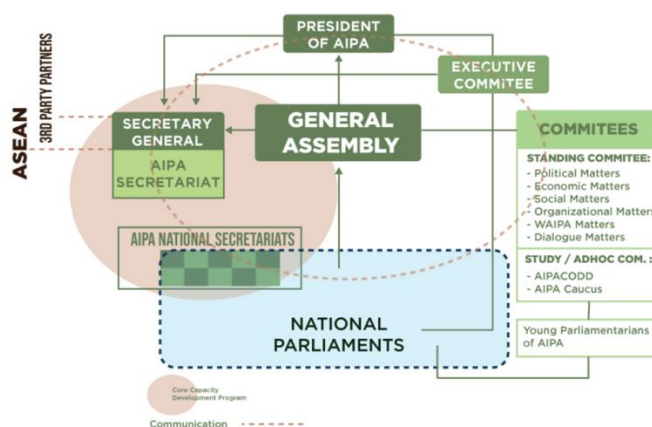 PRESIDENT
OF AIPA
EXECUTIVE
COMMITEE
ASEAN
3RD PARTY PARTNERS
SECRETARY
GENERAL
AIPA
SECRETARIAT
GENERAL
ASSEMBLY
COMMITEES
STANDING COMMITEE:
- Political Matters
- Economic Matters
- Social Matters
- Organizational Matters
- WAIPA Matters
- Dialogue Matters
STUDY / ADHOC COM. :
- AIPACODD
- AIPA Caucus
Young Parliamentarians
of AIPA
AIPA NATIONAL SECRETARIATS
NATIONAL
PARLIAMENTS
Core Capacity
Development Program
Communication